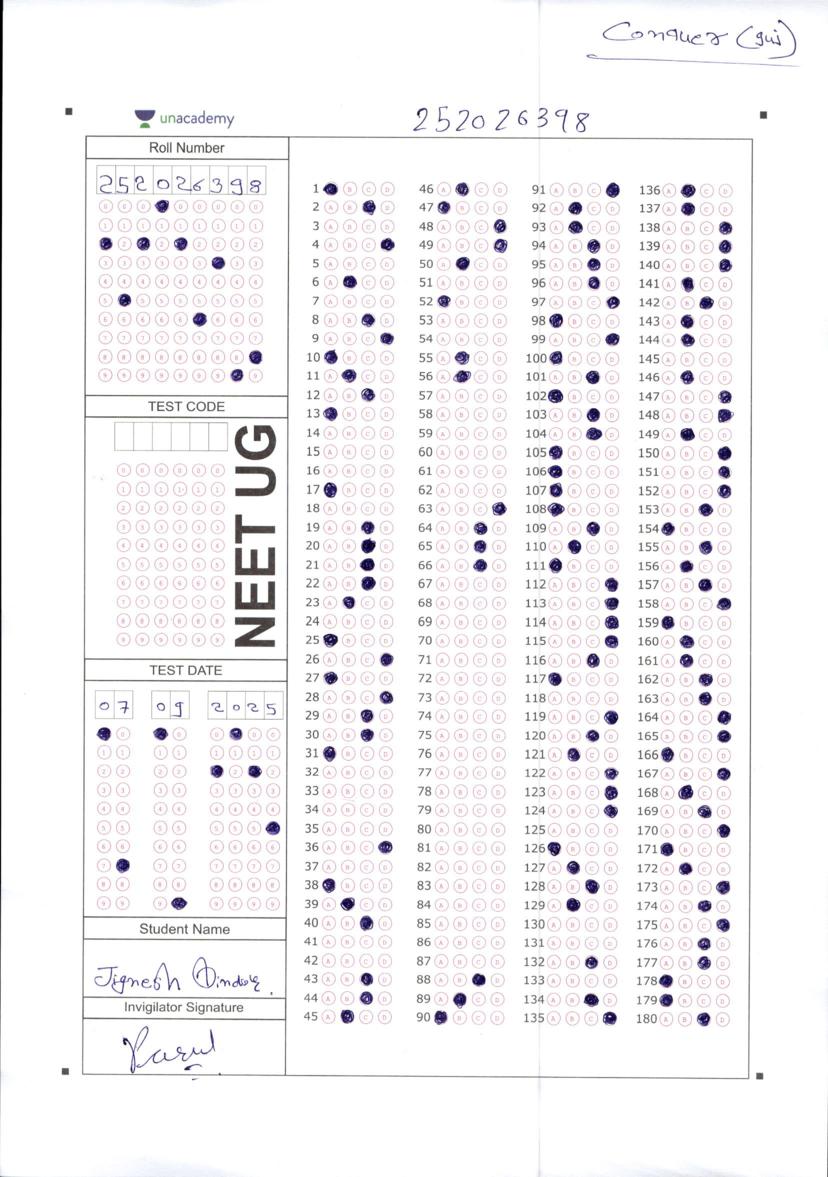 Conquer (guj)
unacademy
252026398
Roll Number
252026398
TEST CODE
NEET UG
TEST DATE
07 09 2025
Student Name
Jignesh
Invigilator Signature
Parul
1 A B C D 46 A B C D 91 A B C D 136 A B C D
2 A B C D 47 A B C D 92 A B C D 137 A B C D
3 A B C D 48 A B C D 93 A B C D 138 A B C D
4 A B C D 49 A B C D 94 A B C D 139 A B C D
5 A B C D 50 A B C D 95 A B C D 140 A B C D
6 A B C D 51 A B C D 96 A B C D 141 A B C D
7 A B C D 52 A B C D 97 A B C D 142 A B C D
8 A B C D 53 A B C D 98 A B C D 143 A B C D
9 A B C D 54 A B C D 99 A B C D 144 A B C D
10 A B C D 55 A B C D 100 A B C D 145 A B C D
11 A B C D 56 A B C D 101 A B C D 146 A B C D
12 A B C D 57 A B C D 102 A B C D 147 A B C D
13 A B C D 58 A B C D 103 A B C D 148 A B C D
14 A B C D 59 A B C D 104 A B C D 149 A B C D
15 A B C D 60 A B C D 105 A B C D 150 A B C D
16 A B C D 61 A B C D 106 A B C D 151 A B C D
17 A B C D 62 A B C D 107 A B C D 152 A B C D
18 A B C D 63 A B C D 108 A B C D 153 A B C D
19 A B C D 64 A B C D 109 A B C D 154 A B C D
20 A B C D 65 A B C D 110 A B C D 155 A B C D
21 A B C D 66 A B C D 111 A B C D 156 A B C D
22 A B C D 67 A B C D 112 A B C D 157 A B C D
23 A B C D 68 A B C D 113 A B C D 158 A B C D
24 A B C D 69 A B C D 114 A B C D 159 A B C D
25 A B C D 70 A B C D 115 A B C D 160 A B C D
26 A B C D 71 A B C D 116 A B C D 161 A B C D
27 A B C D 72 A B C D 117 A B C D 162 A B C D
28 A B C D 73 A B C D 118 A B C D 163 A B C D
29 A B C D 74 A B C D 119 A B C D 164 A B C D
30 A B C D 75 A B C D 120 A B C D 165 A B C D
31 A B C D 76 A B C D 121 A B C D 166 A B C D
32 A B C D 77 A B C D 122 A B C D 167 A B C D
33 A B C D 78 A B C D 123 A B C D 168 A B C D
34 A B C D 79 A B C D 124 A B C D 169 A B C D
35 A B C D 80 A B C D 125 A B C D 170 A B C D
36 A B C D 81 A B C D 126 A B C D 171 A B C D
37 A B C D 82 A B C D 127 A B C D 172 A B C D
38 A B C D 83 A B C D 128 A B C D 173 A B C D
39 A B C D 84 A B C D 129 A B C D 174 A B C D
40 A B C D 85 A B C D 130 A B C D 175 A B C D
41 A B C D 86 A B C D 131 A B C D 176 A B C D
42 A B C D 87 A B C D 132 A B C D 177 A B C D
43 A B C D 88 A B C D 133 A B C D 178 A B C D
44 A B C D 89 A B C D 134 A B C D 179 A B C D
45 A B C D 90 A B C D 135 A B C D 180 A B C D